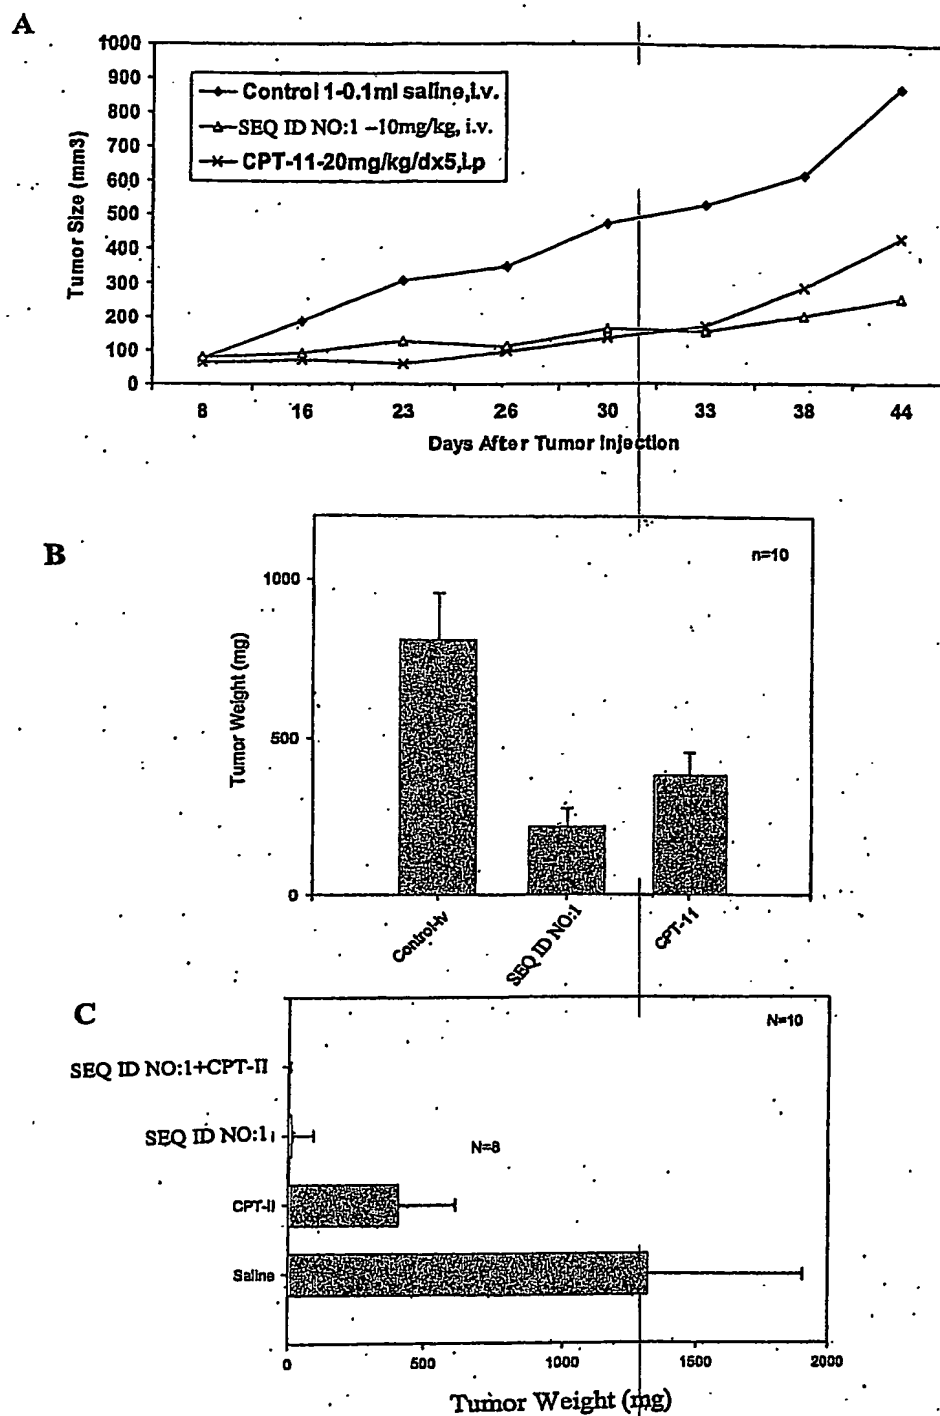 A
1000
900
800
700
600
500
400
300
200
100
0
Tumor Size (mm3)
Control 1-0.1ml saline,i.v.
SEQ ID NO:1 –10mg/kg, i.v.
CPT-11-20mg/kg/dx5,i.p
8 16 23 26 30 33 38 44
Days After Tumor Injection
B
n=10
1000
500
0
Tumor Weight (mg)
Control-iv
SEQ ID NO:1
CPT-11
C
N=10
SEQ ID NO:1+CPT-II
SEQ ID NO:1
N=8
CPT-II
Saline
0 500 1000 1500 2000
Tumor Weight (mg)